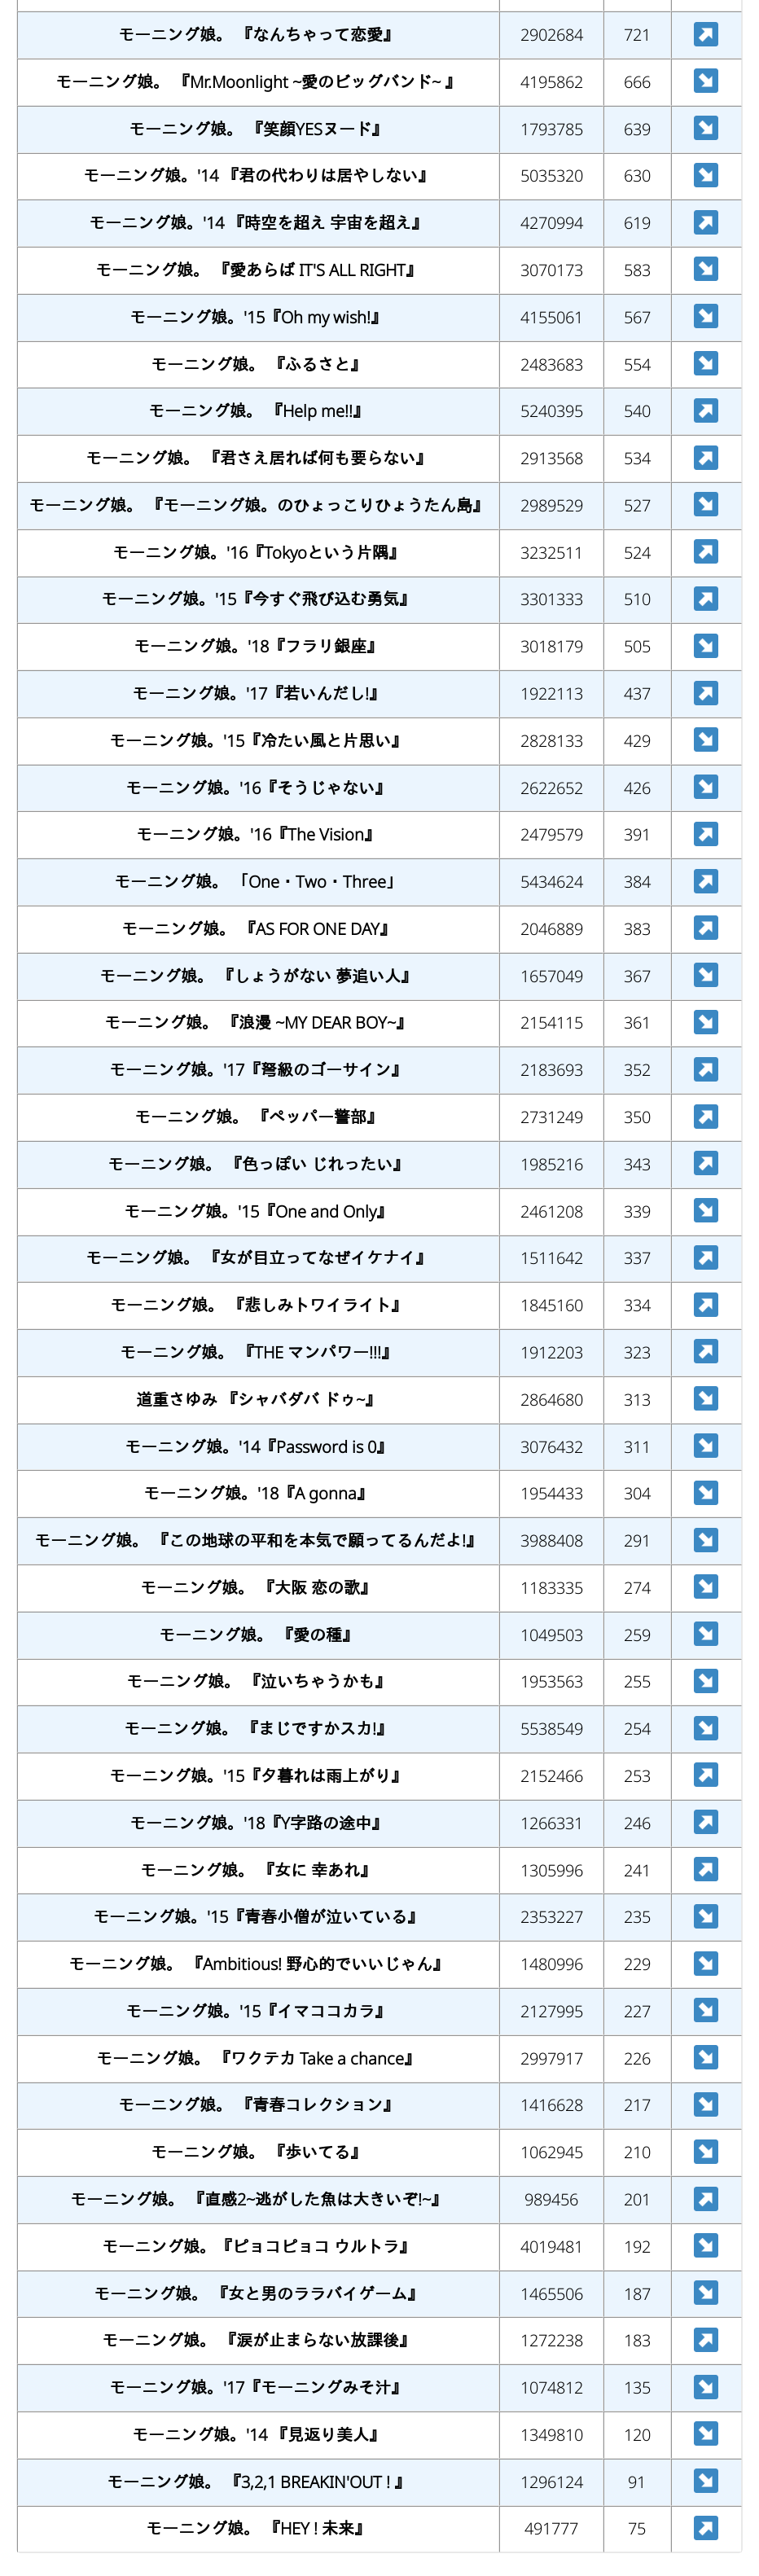 モーニング娘。 『なんちゃって恋愛』 2902684 721 ↗
モーニング娘。 『Mr.Moonlight ~愛のビッグバンド~ 』 4195862 666 ↘
モーニング娘。 『笑顔YESヌード』 1793785 639 ↘
モーニング娘。'14 『君の代わりは居やしない』 5035320 630 ↘
モーニング娘。'14 『時空を超え 宇宙を超え』 4270994 619 ↗
モーニング娘。 『愛あらば IT'S ALL RIGHT』 3070173 583 ↘
モーニング娘。'15『Oh my wish!』 4155061 567 ↘
モーニング娘。 『ふるさと』 2483683 554 ↘
モーニング娘。 『Help me!!』 5240395 540 ↗
モーニング娘。 『君さえ居れば何も要らない』 2913568 534 ↗
モーニング娘。 『モーニング娘。のひょっこりひょうたん島』 2989529 527 ↘
モーニング娘。'16『Tokyoという片隅』 3232511 524 ↗
モーニング娘。'15『今すぐ飛び込む勇気』 3301333 510 ↗
モーニング娘。'18『フラリ銀座』 3018179 505 ↘
モーニング娘。'17『若いんだし!』 1922113 437 ↗
モーニング娘。'15『冷たい風と片思い』 2828133 429 ↘
モーニング娘。'16『そうじゃない』 2622652 426 ↘
モーニング娘。'16『The Vision』 2479579 391 ↗
モーニング娘。 「One・Two・Three」 5434624 384 ↗
モーニング娘。 『AS FOR ONE DAY』 2046889 383 ↗
モーニング娘。 『しょうがない 夢追い人』 1657049 367 ↘
モーニング娘。 『浪漫 ~MY DEAR BOY~』 2154115 361 ↘
モーニング娘。'17『弩級のゴーサイン』 2183693 352 ↗
モーニング娘。 『ペッパー警部』 2731249 350 ↗
モーニング娘。 『色っぽい じれったい』 1985216 343 ↗
モーニング娘。'15『One and Only』 2461208 339 ↘
モーニング娘。 『女が目立ってなぜイケナイ』 1511642 337 ↗
モーニング娘。 『悲しみトワイライト』 1845160 334 ↗
モーニング娘。 『THE マンパワー!!!』 1912203 323 ↗
道重さゆみ 『シャバダバ ドゥ~』 2864680 313 ↘
モーニング娘。'14『Password is 0』 3076432 311 ↘
モーニング娘。'18『A gonna』 1954433 304 ↘
モーニング娘。 『この地球の平和を本気で願ってるんだよ!』 3988408 291 ↘
モーニング娘。 『大阪 恋の歌』 1183335 274 ↘
モーニング娘。 『愛の種』 1049503 259 ↘
モーニング娘。 『泣いちゃうかも』 1953563 255 ↘
モーニング娘。 『まじですかスカ!』 5538549 254 ↘
モーニング娘。'15『夕暮れは雨上がり』 2152466 253 ↗
モーニング娘。'18『Y字路の途中』 1266331 246 ↗
モーニング娘。 『女に 幸あれ』 1305996 241 ↗
モーニング娘。'15『青春小僧が泣いている』 2353227 235 ↘
モーニング娘。 『Ambitious! 野心的でいいじゃん』 1480996 229 ↘
モーニング娘。'15『イマココカラ』 2127995 227 ↘
モーニング娘。 『ワクテカ Take a chance』 2997917 226 ↘
モーニング娘。 『青春コレクション』 1416628 217 ↘
モーニング娘。 『歩いてる』 1062945 210 ↘
モーニング娘。 『直感2~逃がした魚は大きいぞ!~』 989456 201 ↗
モーニング娘。『ピョコピョコ ウルトラ』 4019481 192 ↘
モーニング娘。 『女と男のララバイゲーム』 1465506 187 ↘
モーニング娘。 『涙が止まらない放課後』 1272238 183 ↗
モーニング娘。'17『モーニングみそ汁』 1074812 135 ↘
モーニング娘。'14 『見返り美人』 1349810 120 ↘
モーニング娘。 『3,2,1 BREAKIN'OUT ! 』 1296124 91 ↘
モーニング娘。 『HEY ! 未来』 491777 75 ↗